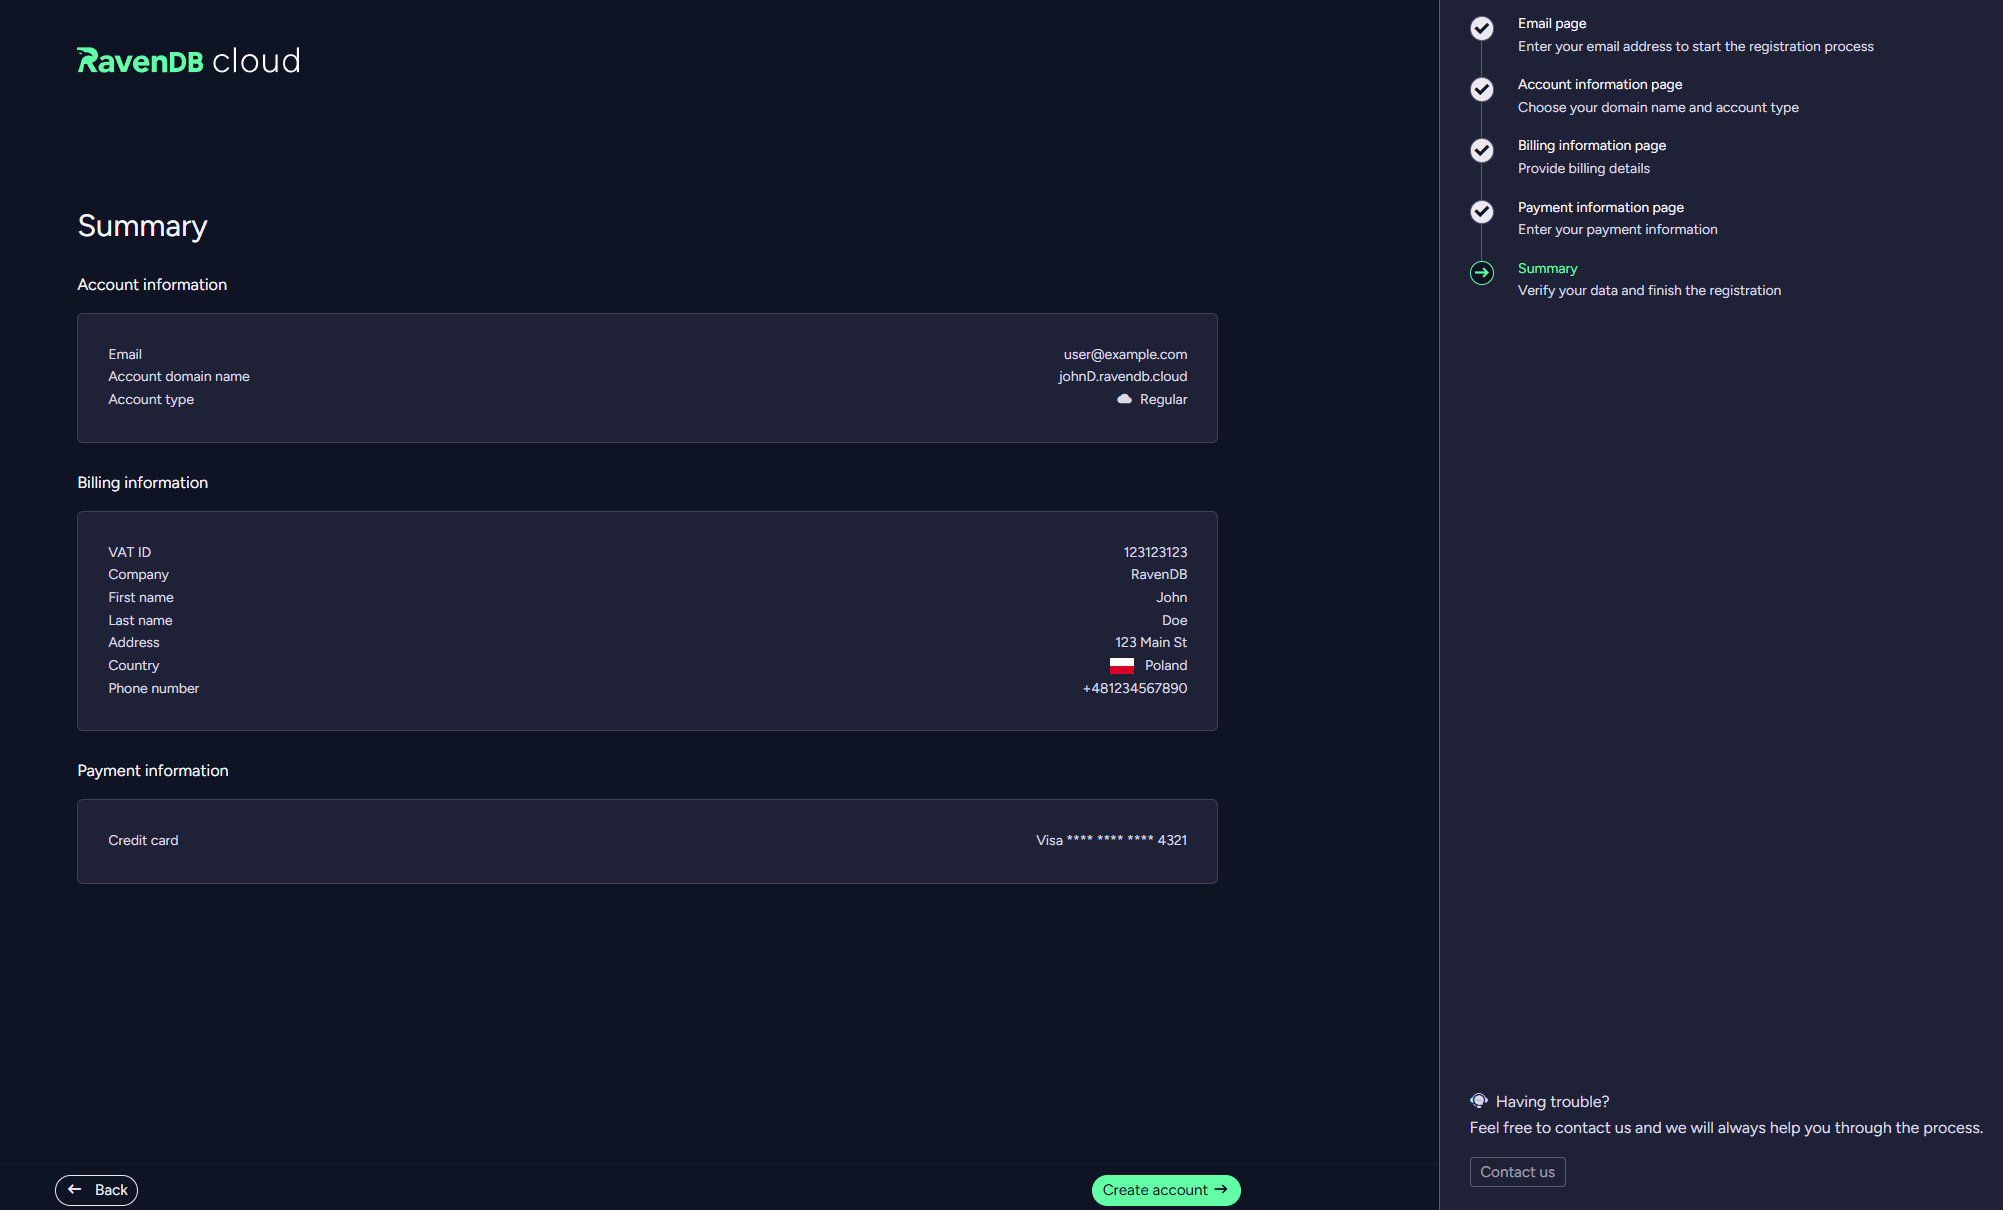 RavenDB cloud
Summary
Account information
Email user@example.com
Account domain name johnD.ravendb.cloud
Account type Regular
Billing information
VAT ID 123123123
Company RavenDB
First name John
Last name Doe
Address 123 Main St
Country Poland
Phone number +481234567890
Payment information
Credit card Visa **** **** **** 4321
Back
Create account
Email page
Enter your email address to start the registration process
Account information page
Choose your domain name and account type
Billing information page
Provide billing details
Payment information page
Enter your payment information
Summary
Verify your data and finish the registration
Having trouble?
Feel free to contact us and we will always help you through the process.
Contact us